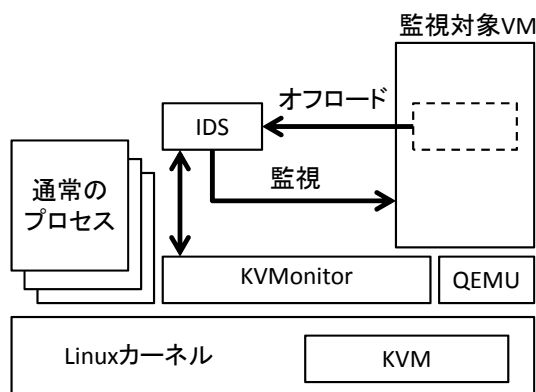 監視対象VM
オフロード
IDS
監視
通常の
プロセス
KVMonitor
QEMU
Linuxカーネル
KVM